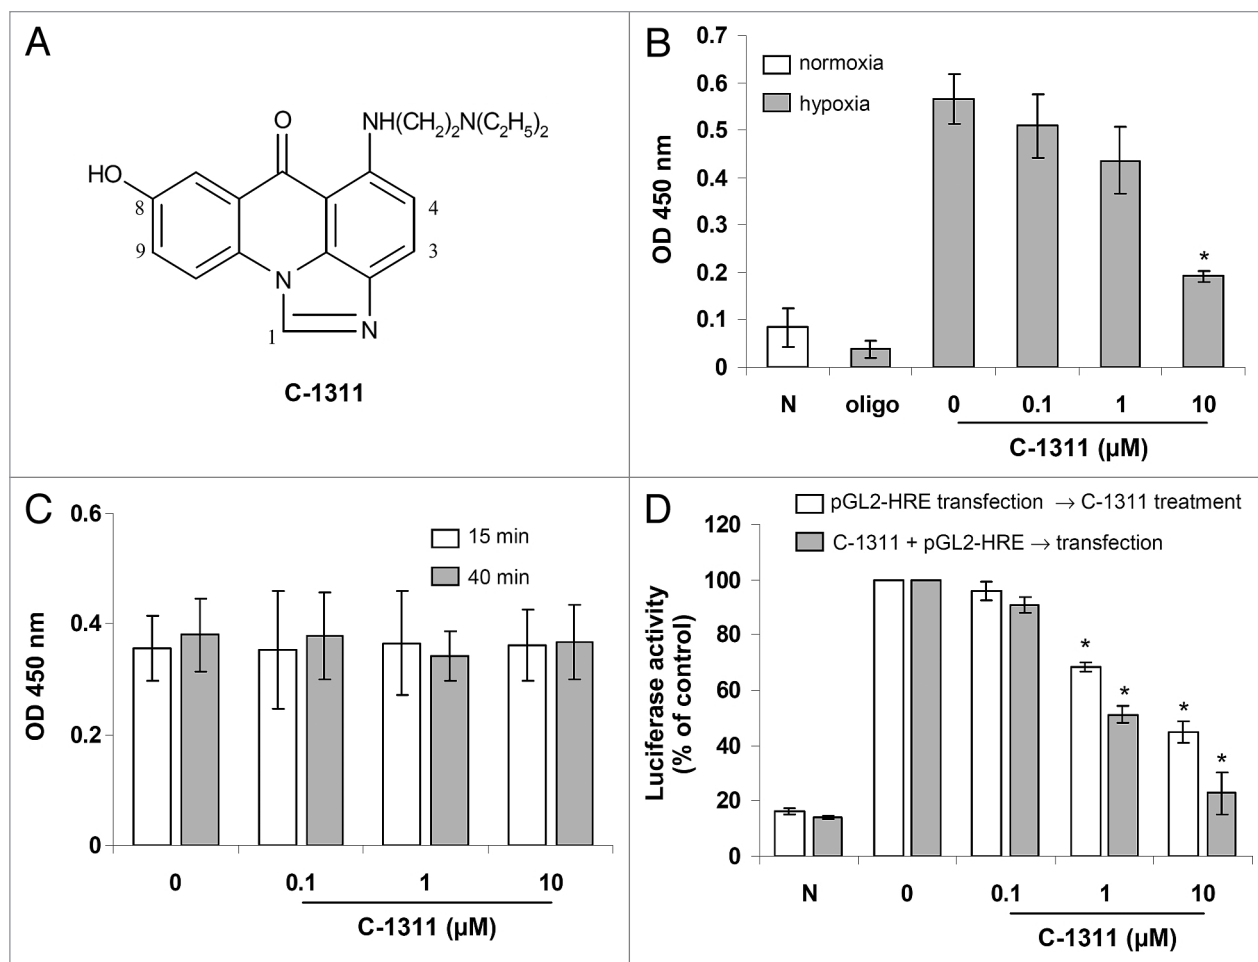 A
O
NH(CH₂)₂N(C₂H₅)₂
HO
8
4
9
3
N
1
N
C-1311
B
0.7
normoxia
0.6
hypoxia
0.5
0.4
OD 450 nm
0.3
0.2
*
0.1
0
N oligo 0 0.1 1 10
C-1311 (µM)
C
0.6
15 min
40 min
0.4
OD 450 nm
0.2
0
0 0.1 1 10
C-1311 (µM)
D
pGL2-HRE transfection → C-1311 treatment
120
C-1311 + pGL2-HRE → transfection
100
80
Luciferase activity
(% of control)
*
60
*
*
40
*
20
0
N 0 0.1 1 10
C-1311 (µM)